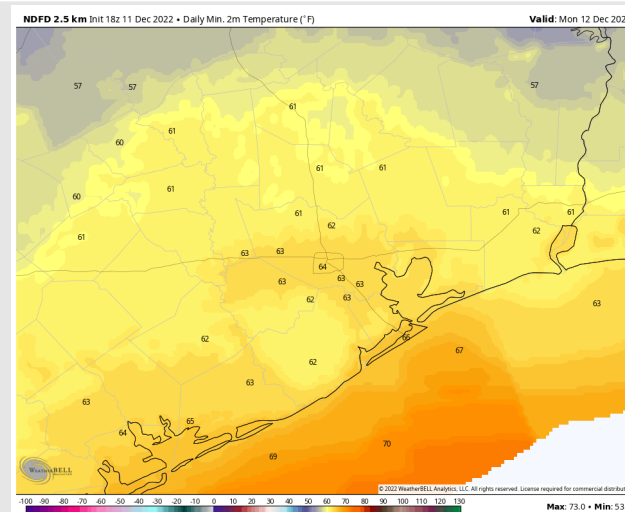 NDFD 2.5 km Init 18z 11 Dec 2022 • Daily Min. 2m Temperature (°F) Valid: Mon 12 Dec 202
57 57 57
61
61
60
61 61
61
60
61 61 61
62 62
61
63 63
64
63 63 63
62 63
63
66
62
67
62
63
63
65
64
70
69
WeatherBELL
© 2022 WeatherBELL Analytics, LLC. All rights reserved. License required for commercial distribut
-100 -90 -80 -70 -60 -50 -40 -30 -20 -10 0 10 20 30 40 50 60 70 80 90 100 110 120 130
Max: 73.0 • Min: 53